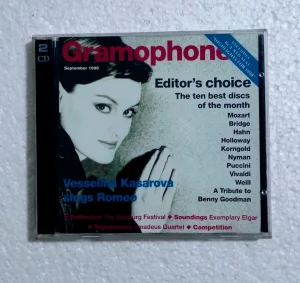 2
Gramophone
September 1998
Editor's choice
The ten best discs
of the month
Mozart
Bridge
Hahn
Holloway
Korngold
Nyman
Puccini
Vivaldi
Weill
A Tribute to
Benny Goodman
Vesselina Kasarova
sings Romeo
Festival ♦ Soundings Exemplary Elgar
♦ Amadeus Quartet ♦ Competition